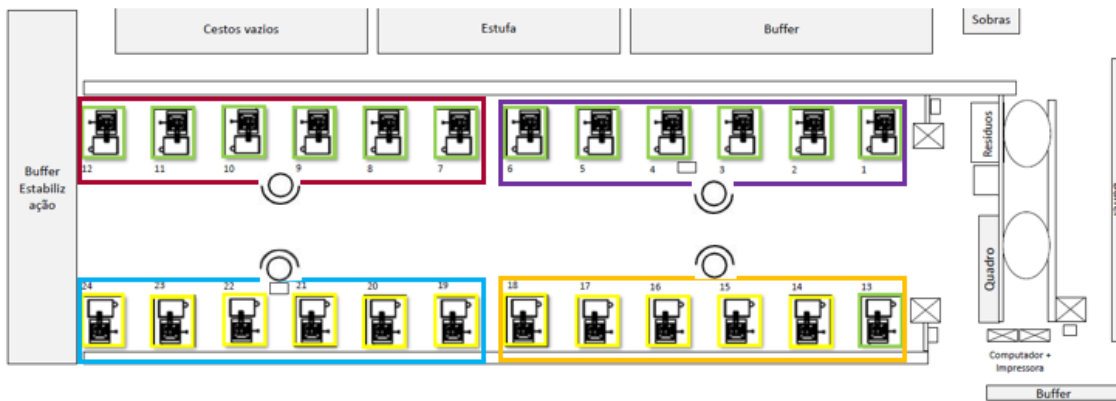 Cestos vazios
Estufa
Buffer
Sobras
Buffer
Estabiliz
ação
12
11
10
9
8
7
6
5
4
3
2
1
Resíduos
Quadro
24
23
22
21
20
19
18
17
16
15
14
13
Computador +
Impressora
Buffer